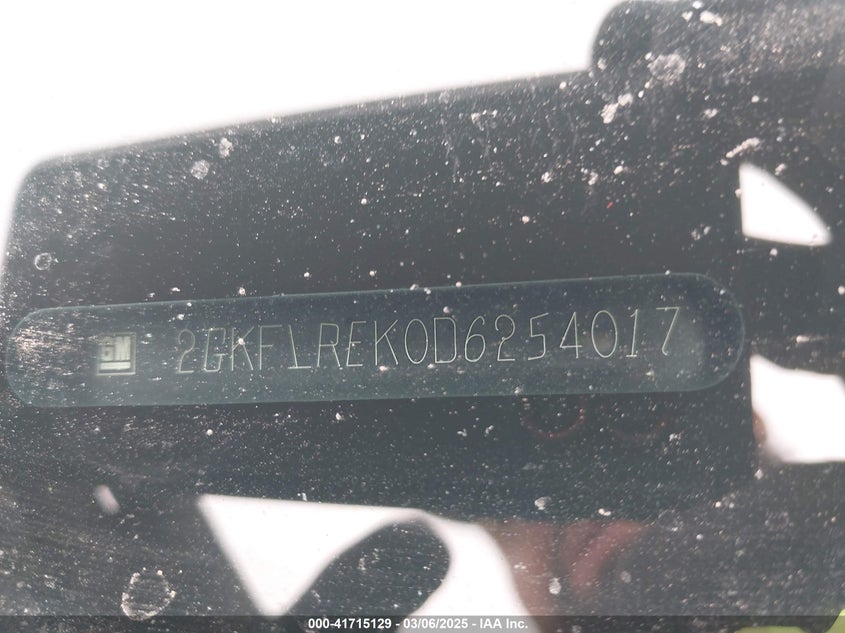 GM 2GKFLREK0D6254017
000-41715129 — 03/06/2025 — IAA Inc.